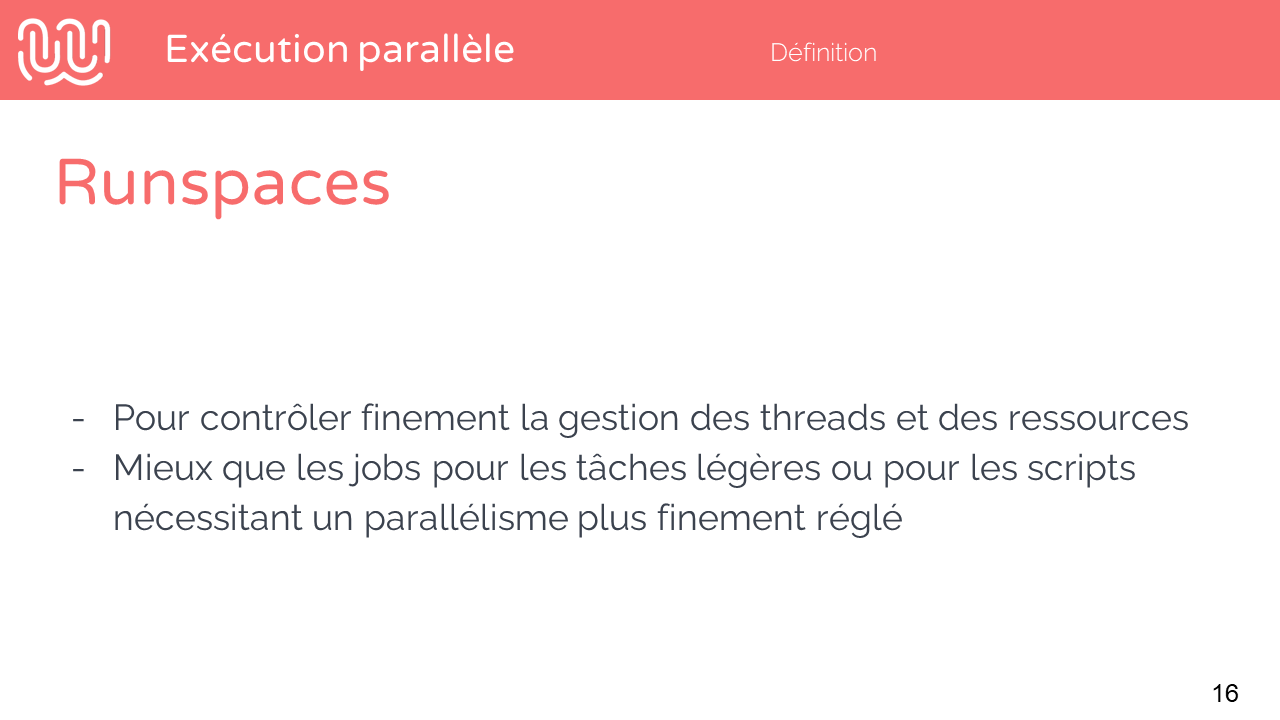 Exécution parallèle
Définition
Runspaces
- Pour contrôler finement la gestion des threads et des ressources
- Mieux que les jobs pour les tâches légères ou pour les scripts
nécessitant un parallélisme plus finement réglé
16